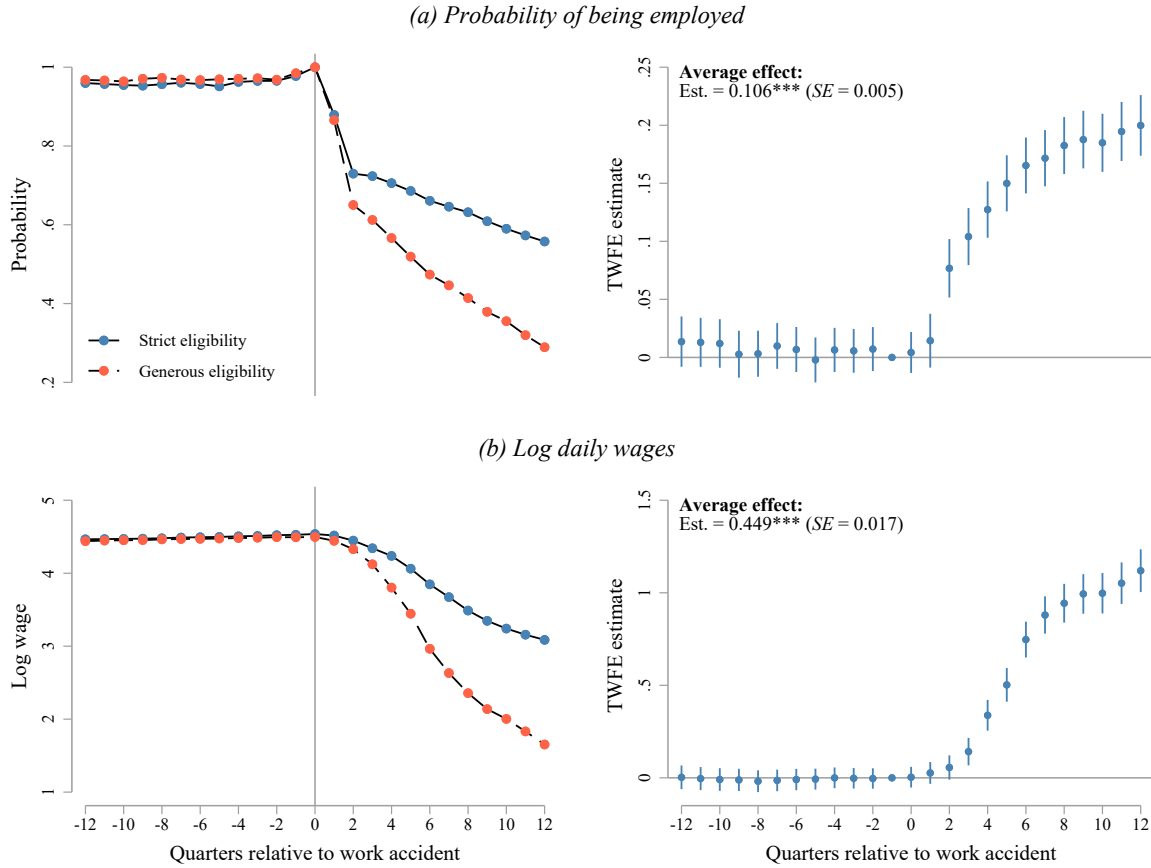 (a) Probability of being employed
Probability
1
.8
.6
.4
.2
Strict eligibility
Generous eligibility
TWFE estimate
.25
.2
.15
.1
.05
0
Average effect:
Est. = 0.106*** (SE = 0.005)
(b) Log daily wages
Log wage
5
4
3
2
1
-12 -10 -8 -6 -4 -2 0 2 4 6 8 10 12
Quarters relative to work accident
TWFE estimate
1.5
1
.5
0
Average effect:
Est. = 0.449*** (SE = 0.017)
-12 -10 -8 -6 -4 -2 0 2 4 6 8 10 12
Quarters relative to work accident